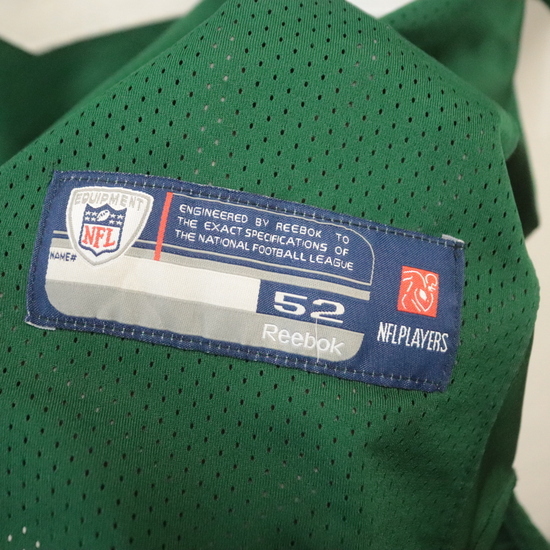 EQUIPMENT
NFL
NAME#
ENGINEERED BY REEBOK TO
THE EXACT SPECIFICATIONS OF
THE NATIONAL FOOTBALL LEAGUE
52
Reebok
NFLPLAYERS